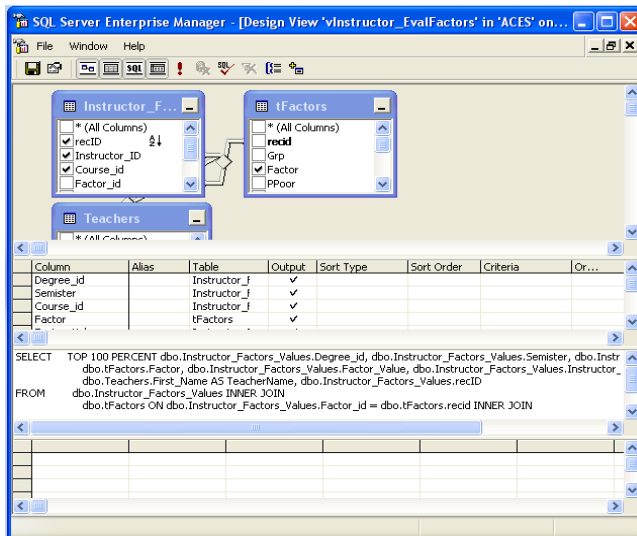 SQL Server Enterprise Manager - [Design View 'vInstructor_EvalFactors' in 'ACES' on...
File Window Help
SQL
Instructor_F...
* (All Columns)
recID
Instructor_ID
Course_id
Factor_id
tFactors
* (All Columns)
recid
Grp
Factor
PPoor
Teachers
* (All Columns)
Column Alias Table Output Sort Type Sort Order Criteria Or...
Degree_id Instructor_F
Semister Instructor_F
Course_id Instructor_F
Factor tFactors
SELECT TOP 100 PERCENT dbo.Instructor_Factors_Values.Degree_id, dbo.Instructor_Factors_Values.Semister, dbo.Instr
dbo.tFactors.Factor, dbo.Instructor_Factors_Values.Factor_Value, dbo.Instructor_Factors_Values.Instructor_
dbo.Teachers.First_Name AS TeacherName, dbo.Instructor_Factors_Values.recID
FROM dbo.Instructor_Factors_Values INNER JOIN
dbo.tFactors ON dbo.Instructor_Factors_Values.Factor_id = dbo.tFactors.recid INNER JOIN